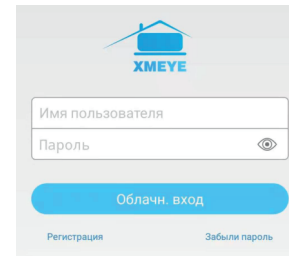 XMEYE
Имя пользователя
Пароль
Облачн. вход
Регистрация
Забыли пароль